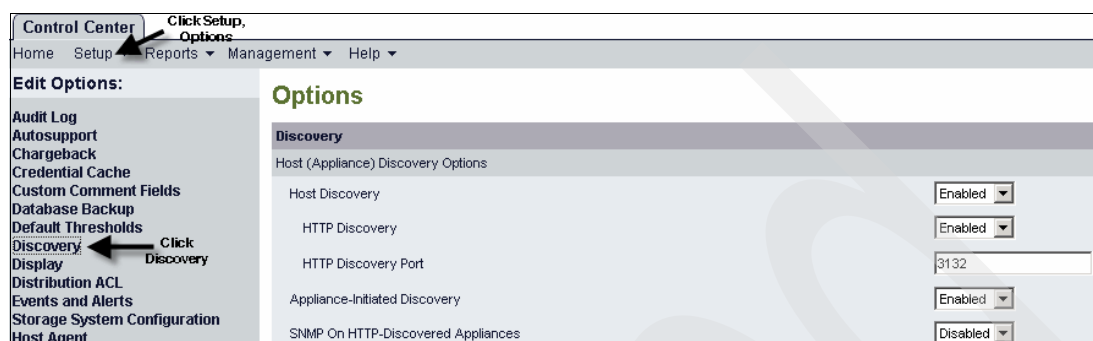 Control Center
Click Setup,
Options
Home Setup Reports Management Help
Edit Options:
Audit Log
Autosupport
Chargeback
Credential Cache
Custom Comment Fields
Database Backup
Default Thresholds
Discovery
Click
Discovery
Display
Distribution ACL
Events and Alerts
Storage System Configuration
Host Agent
Options
Discovery
Host (Appliance) Discovery Options
Host Discovery Enabled
HTTP Discovery Enabled
HTTP Discovery Port 3132
Appliance-Initiated Discovery Enabled
SNMP On HTTP-Discovered Appliances Disabled